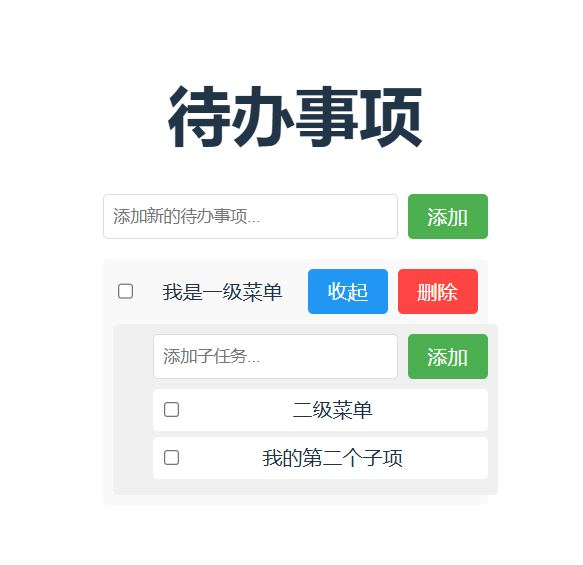 待办事项
添加新的待办事项... 添加
我是一级菜单 收起 删除
添加子任务... 添加
二级菜单
我的第二个子项